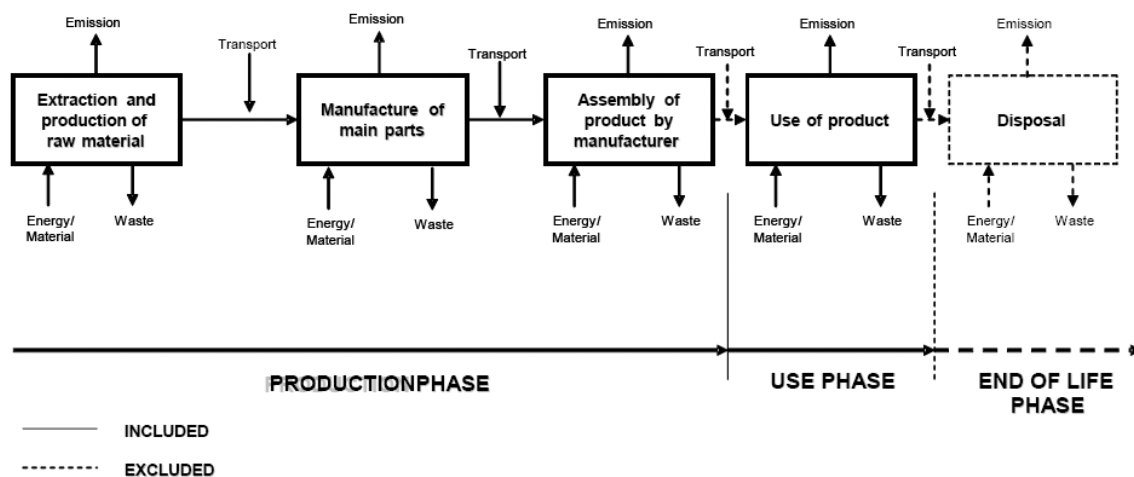 Emission
Emission
Emission
Emission
Emission
Transport
Transport
Transport
Transport
Extraction and
production of
raw material
Manufacture of
main parts
Assembly of
product by
manufacturer
Use of product
Disposal
Energy/
Material
Waste
Energy/
Material
Waste
Energy/
Material
Waste
Energy/
Material
Waste
Energy/
Material
Waste
PRODUCTIONPHASE
USE PHASE
END OF LIFE
PHASE
INCLUDED
EXCLUDED